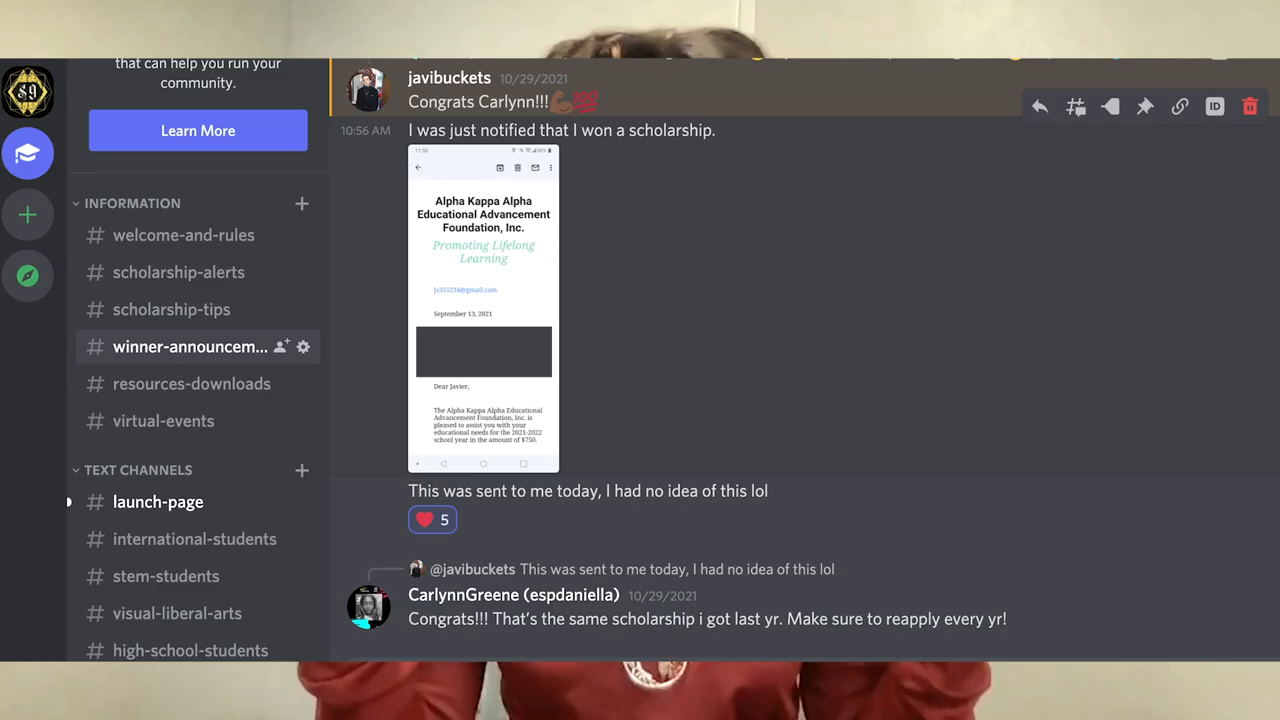 that can help you run your
community.
Learn More
INFORMATION
# welcome-and-rules
# scholarship-alerts
# scholarship-tips
# winner-announcem...
# resources-downloads
# virtual-events
TEXT CHANNELS
# launch-page
# international-students
# stem-students
# visual-liberal-arts
# high-school-students
javibuckets 10/29/2021
Congrats Carlynn!!!💪🏾💯
ID
10:56 AM I was just notified that I won a scholarship.
11:50
Alpha Kappa Alpha
Educational Advancement
Foundation, Inc.
Promoting Lifelong
Learning
Js355234@gmail.com
September 13, 2021
Dear Javier,
The Alpha Kappa Alpha Educational
Advancement Foundation, Inc. is
pleased to assist you with your
educational needs for the 2021-2022
school year in the amount of $750.
This was sent to me today, I had no idea of this lol
❤️ 5
@javibuckets This was sent to me today, I had no idea of this lol
CarlynnGreene (espdaniella) 10/29/2021
Congrats!!! That's the same scholarship i got last yr. Make sure to reapply every yr!